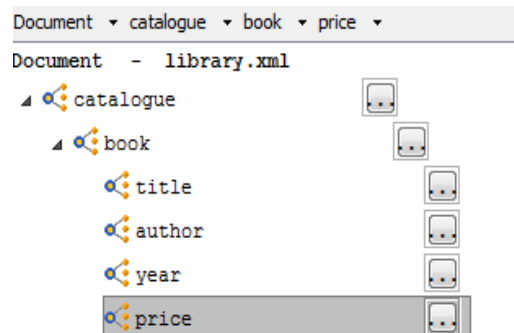 Document catalogue book price
Document - library.xml
catalogue ...
book ...
title ...
author ...
year ...
price ...